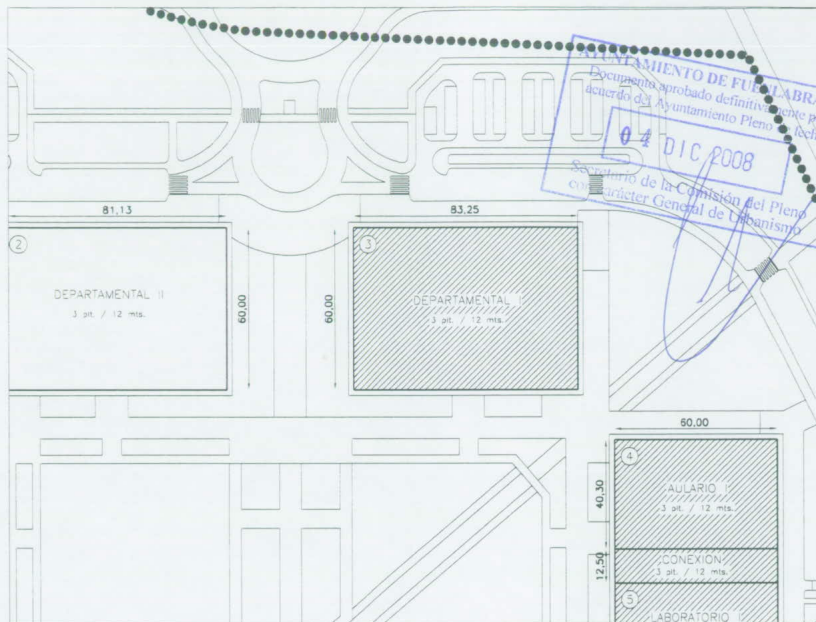 AYUNTAMIENTO DE FUENLABRA
Documento aprobado definitivamente p
acuerdo del Ayuntamiento Pleno fech
04 DIC 2008
Secretario de la Comisión del Pleno
con carácter General de Urbanismo
81,13
83,25
2
DEPARTAMENTAL II
3 plt. / 12 mts.
60,00
60,00
3
DEPARTAMENTAL I
3 plt. / 12 mts.
60,00
4
AULARIO I
3 plt. / 12 mts.
40,30
CONEXION
3 plt. / 12 mts.
12,50
5
LABORATORIO I